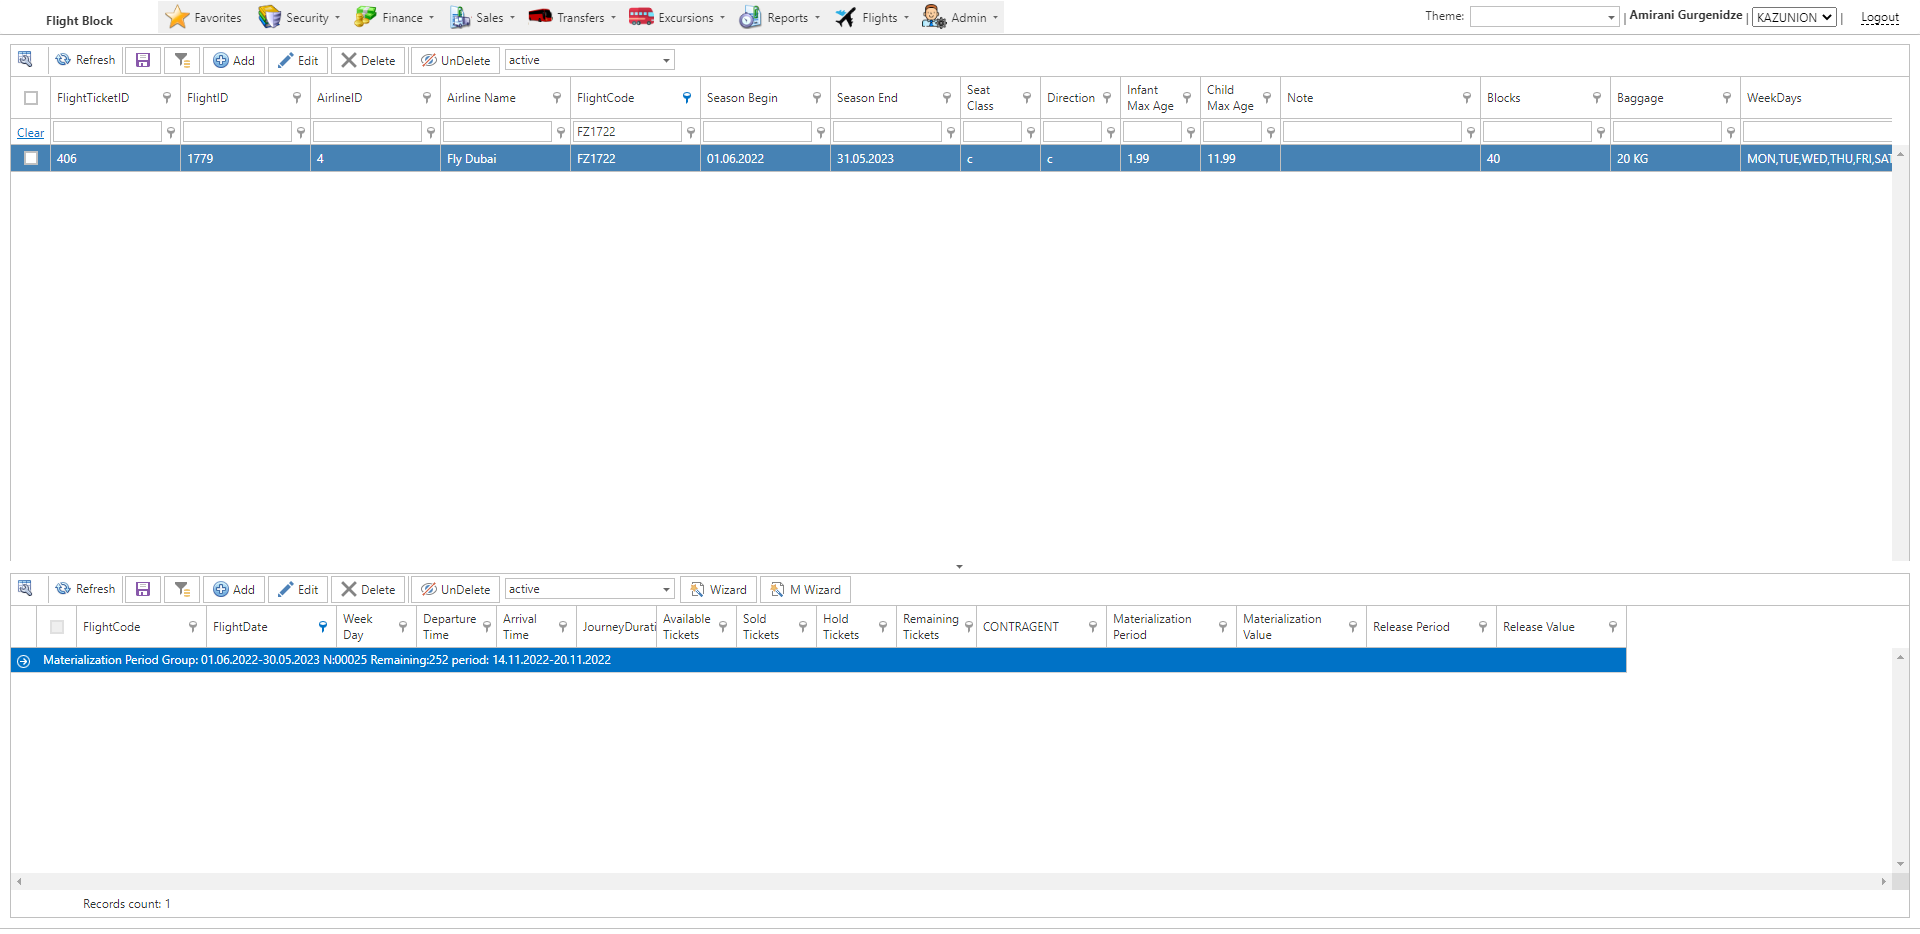 Flight Block Favorites Security Finance Sales Transfers Excursions Reports Flights Admin Theme: | Amirani Gurgenidze | KAZUNION | Logout
Refresh Add Edit Delete UnDelete active
FlightTicketID FlightID AirlineID Airline Name FlightCode Season Begin Season End Seat Class Direction Infant Max Age Child Max Age Note Blocks Baggage WeekDays
Clear FZ1722
406 1779 4 Fly Dubai FZ1722 01.06.2022 31.05.2023 c c 1.99 11.99 40 20 KG MON,TUE,WED,THU,FRI,SAT
Refresh Add Edit Delete UnDelete active Wizard M Wizard
FlightCode FlightDate Week Day Departure Time Arrival Time JourneyDurati Available Tickets Sold Tickets Hold Tickets Remaining Tickets CONTRAGENT Materialization Period Materialization Value Release Period Release Value
Materialization Period Group: 01.06.2022-30.05.2023 N:00025 Remaining:252 period: 14.11.2022-20.11.2022
Records count: 1